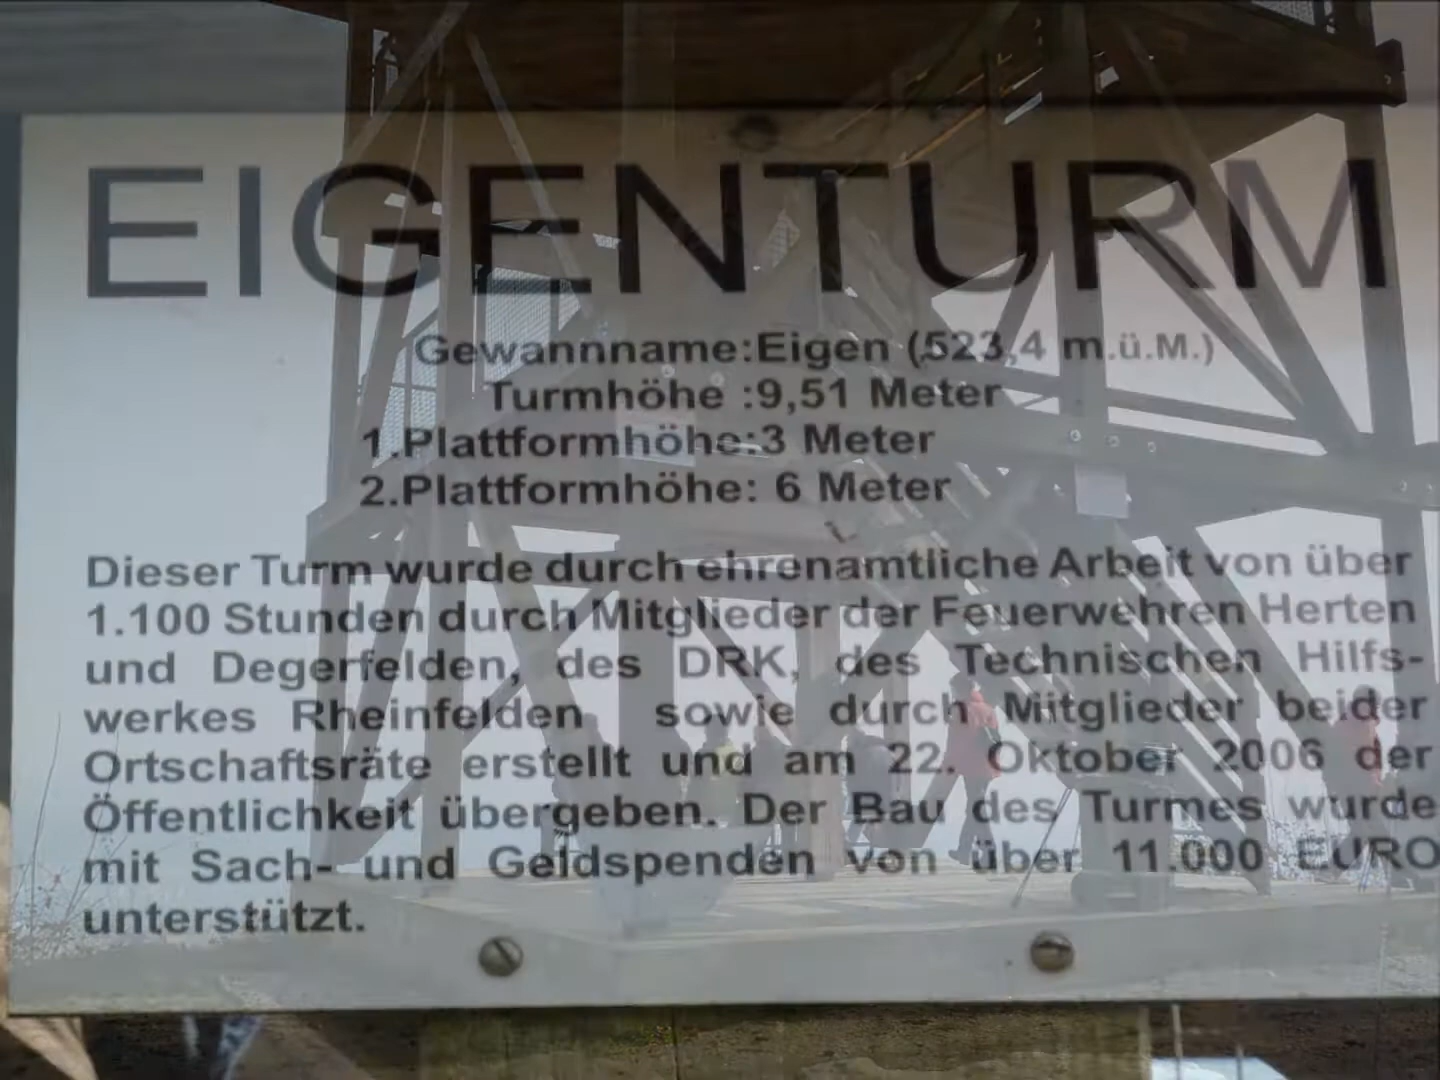 EIGENTURM
Gewannname:Eigen (523,4 m.ü.M.)
Turmhöhe :9,51 Meter
1.Plattformhöhe:3 Meter
2.Plattformhöhe: 6 Meter
Dieser Turm wurde durch ehrenamtliche Arbeit von über
1.100 Stunden durch Mitglieder der Feuerwehren Herten
und Degerfelden, des DRK, des Technischen Hilfs-
werkes Rheinfelden sowie durch Mitglieder beider
Ortschaftsräte erstellt und am 22. Oktober 2006 der
Öffentlichkeit übergeben. Der Bau des Turmes wurde
mit Sach- und Geldspenden von über 11.000 EURO
unterstützt.